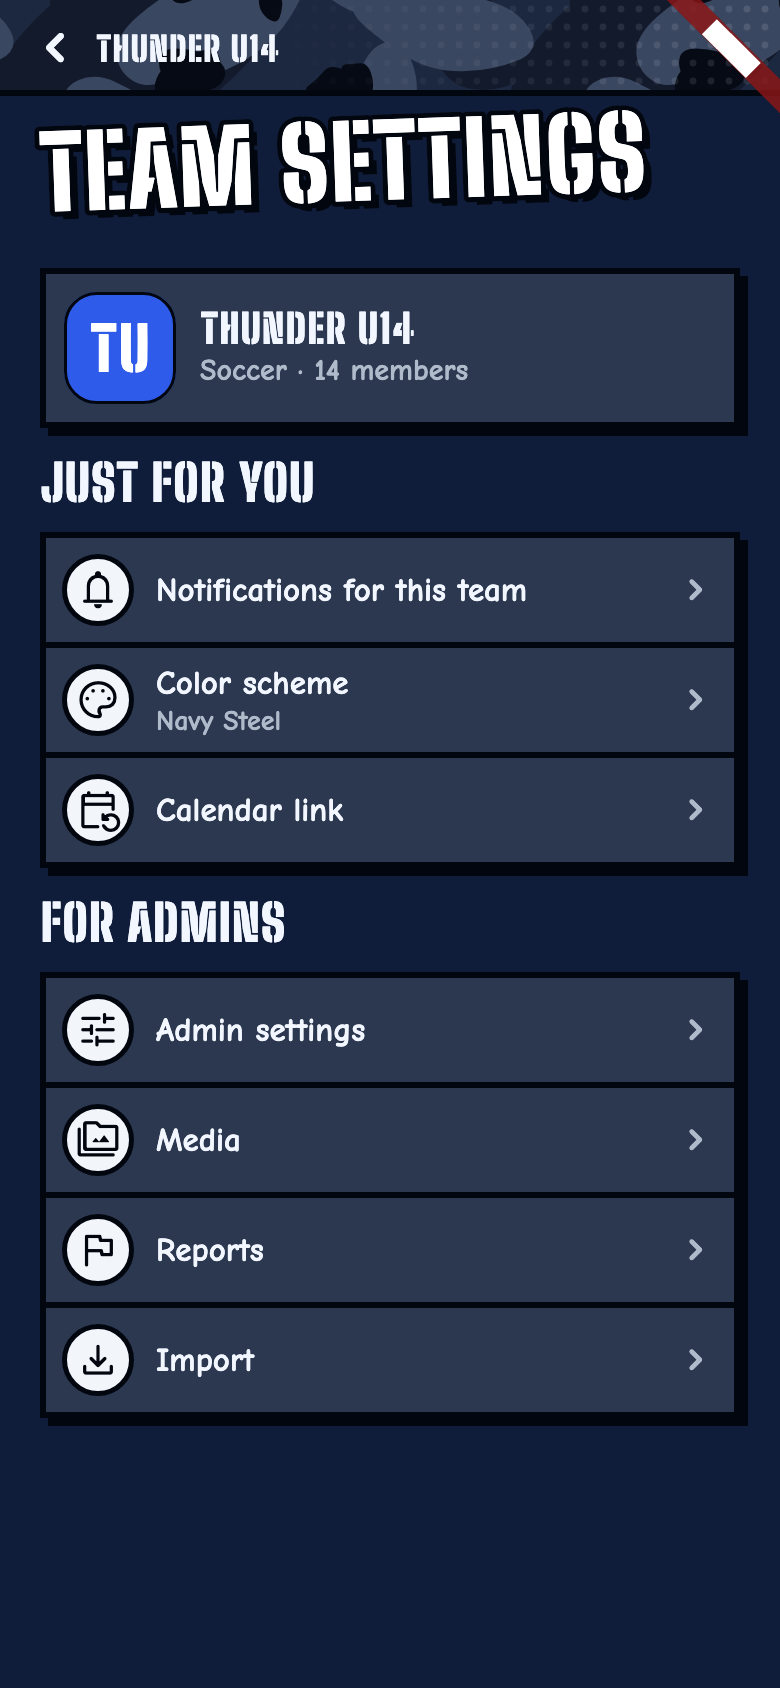 THUNDER U14
TEAM SETTINGS
TU
THUNDER U14
Soccer · 14 members
JUST FOR YOU
Notifications for this team
Color scheme
Navy Steel
Calendar link
FOR ADMINS
Admin settings
Media
Reports
Import